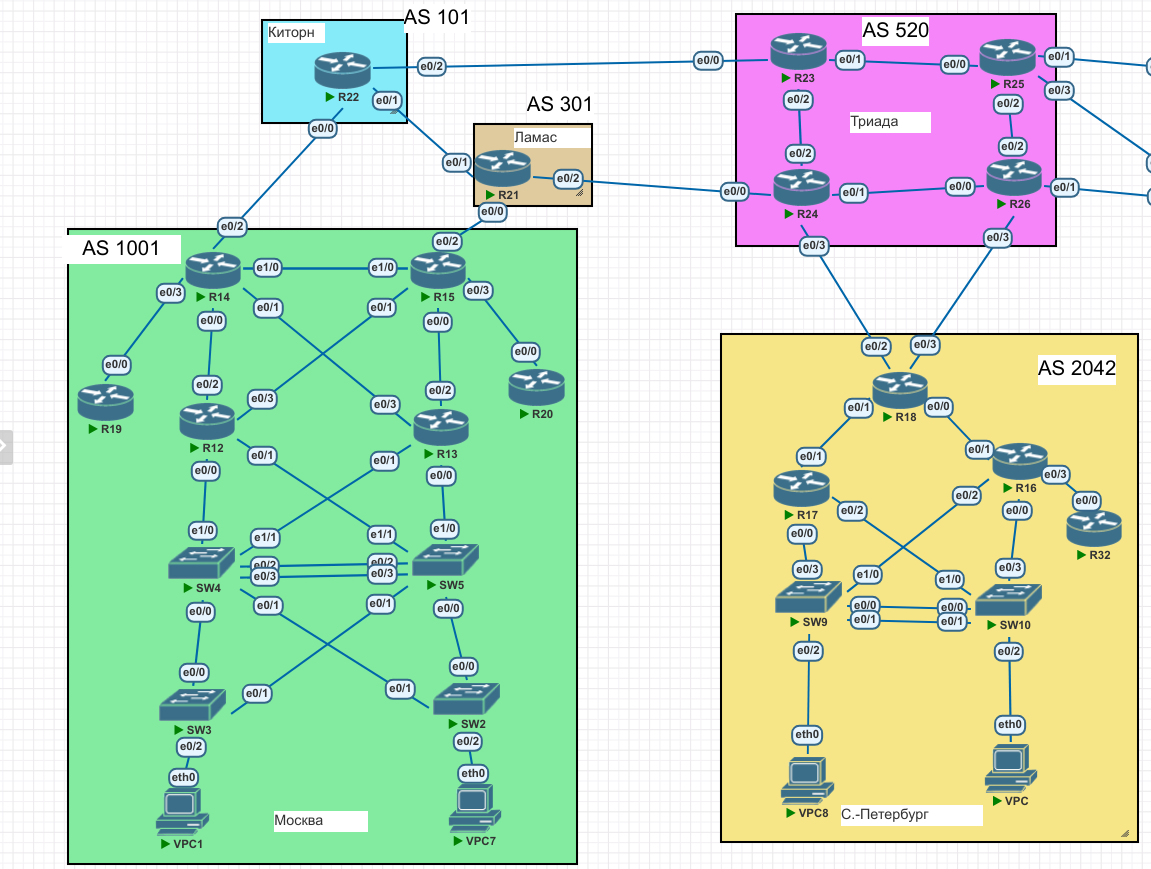 AS 101
Киторн
AS 520
e0/2
e0/0
R23
e0/1
e0/0
R25
e0/1
R22
e0/1
e0/3
e0/0
e0/2
e0/2
AS 301
Триада
Ламас
e0/1
R21
e0/2
e0/2
e0/2
e0/0
R24
e0/1
e0/0
R26
e0/1
e0/0
e0/2
e0/2
e0/3
e0/3
AS 1001
R14
e1/0
e1/0
R15
e0/3
e0/1
e0/1
e0/3
e0/0
e0/0
e0/0
e0/0
R19
R20
e0/2
e0/3
e0/3
e0/2
R12
R13
e0/0
e0/1
e0/1
e0/0
e1/0
e1/1
e1/1
e1/0
e0/2
e0/2
e0/3
e0/3
SW4
SW5
e0/0
e0/1
e0/1
e0/0
e0/0
e0/1
e0/1
e0/0
SW3
SW2
e0/2
e0/2
eth0
eth0
VPC1
VPC7
Москва
e0/2
e0/3
AS 2042
R18
e0/1
e0/0
e0/1
e0/1
R17
R16
e0/3
e0/0
R32
e0/2
e0/2
e0/0
e0/0
e0/3
e1/0
e1/0
e0/3
e0/0
e0/0
e0/1
e0/1
SW9
SW10
e0/2
e0/2
eth0
eth0
VPC8
VPC
С.-Петербург